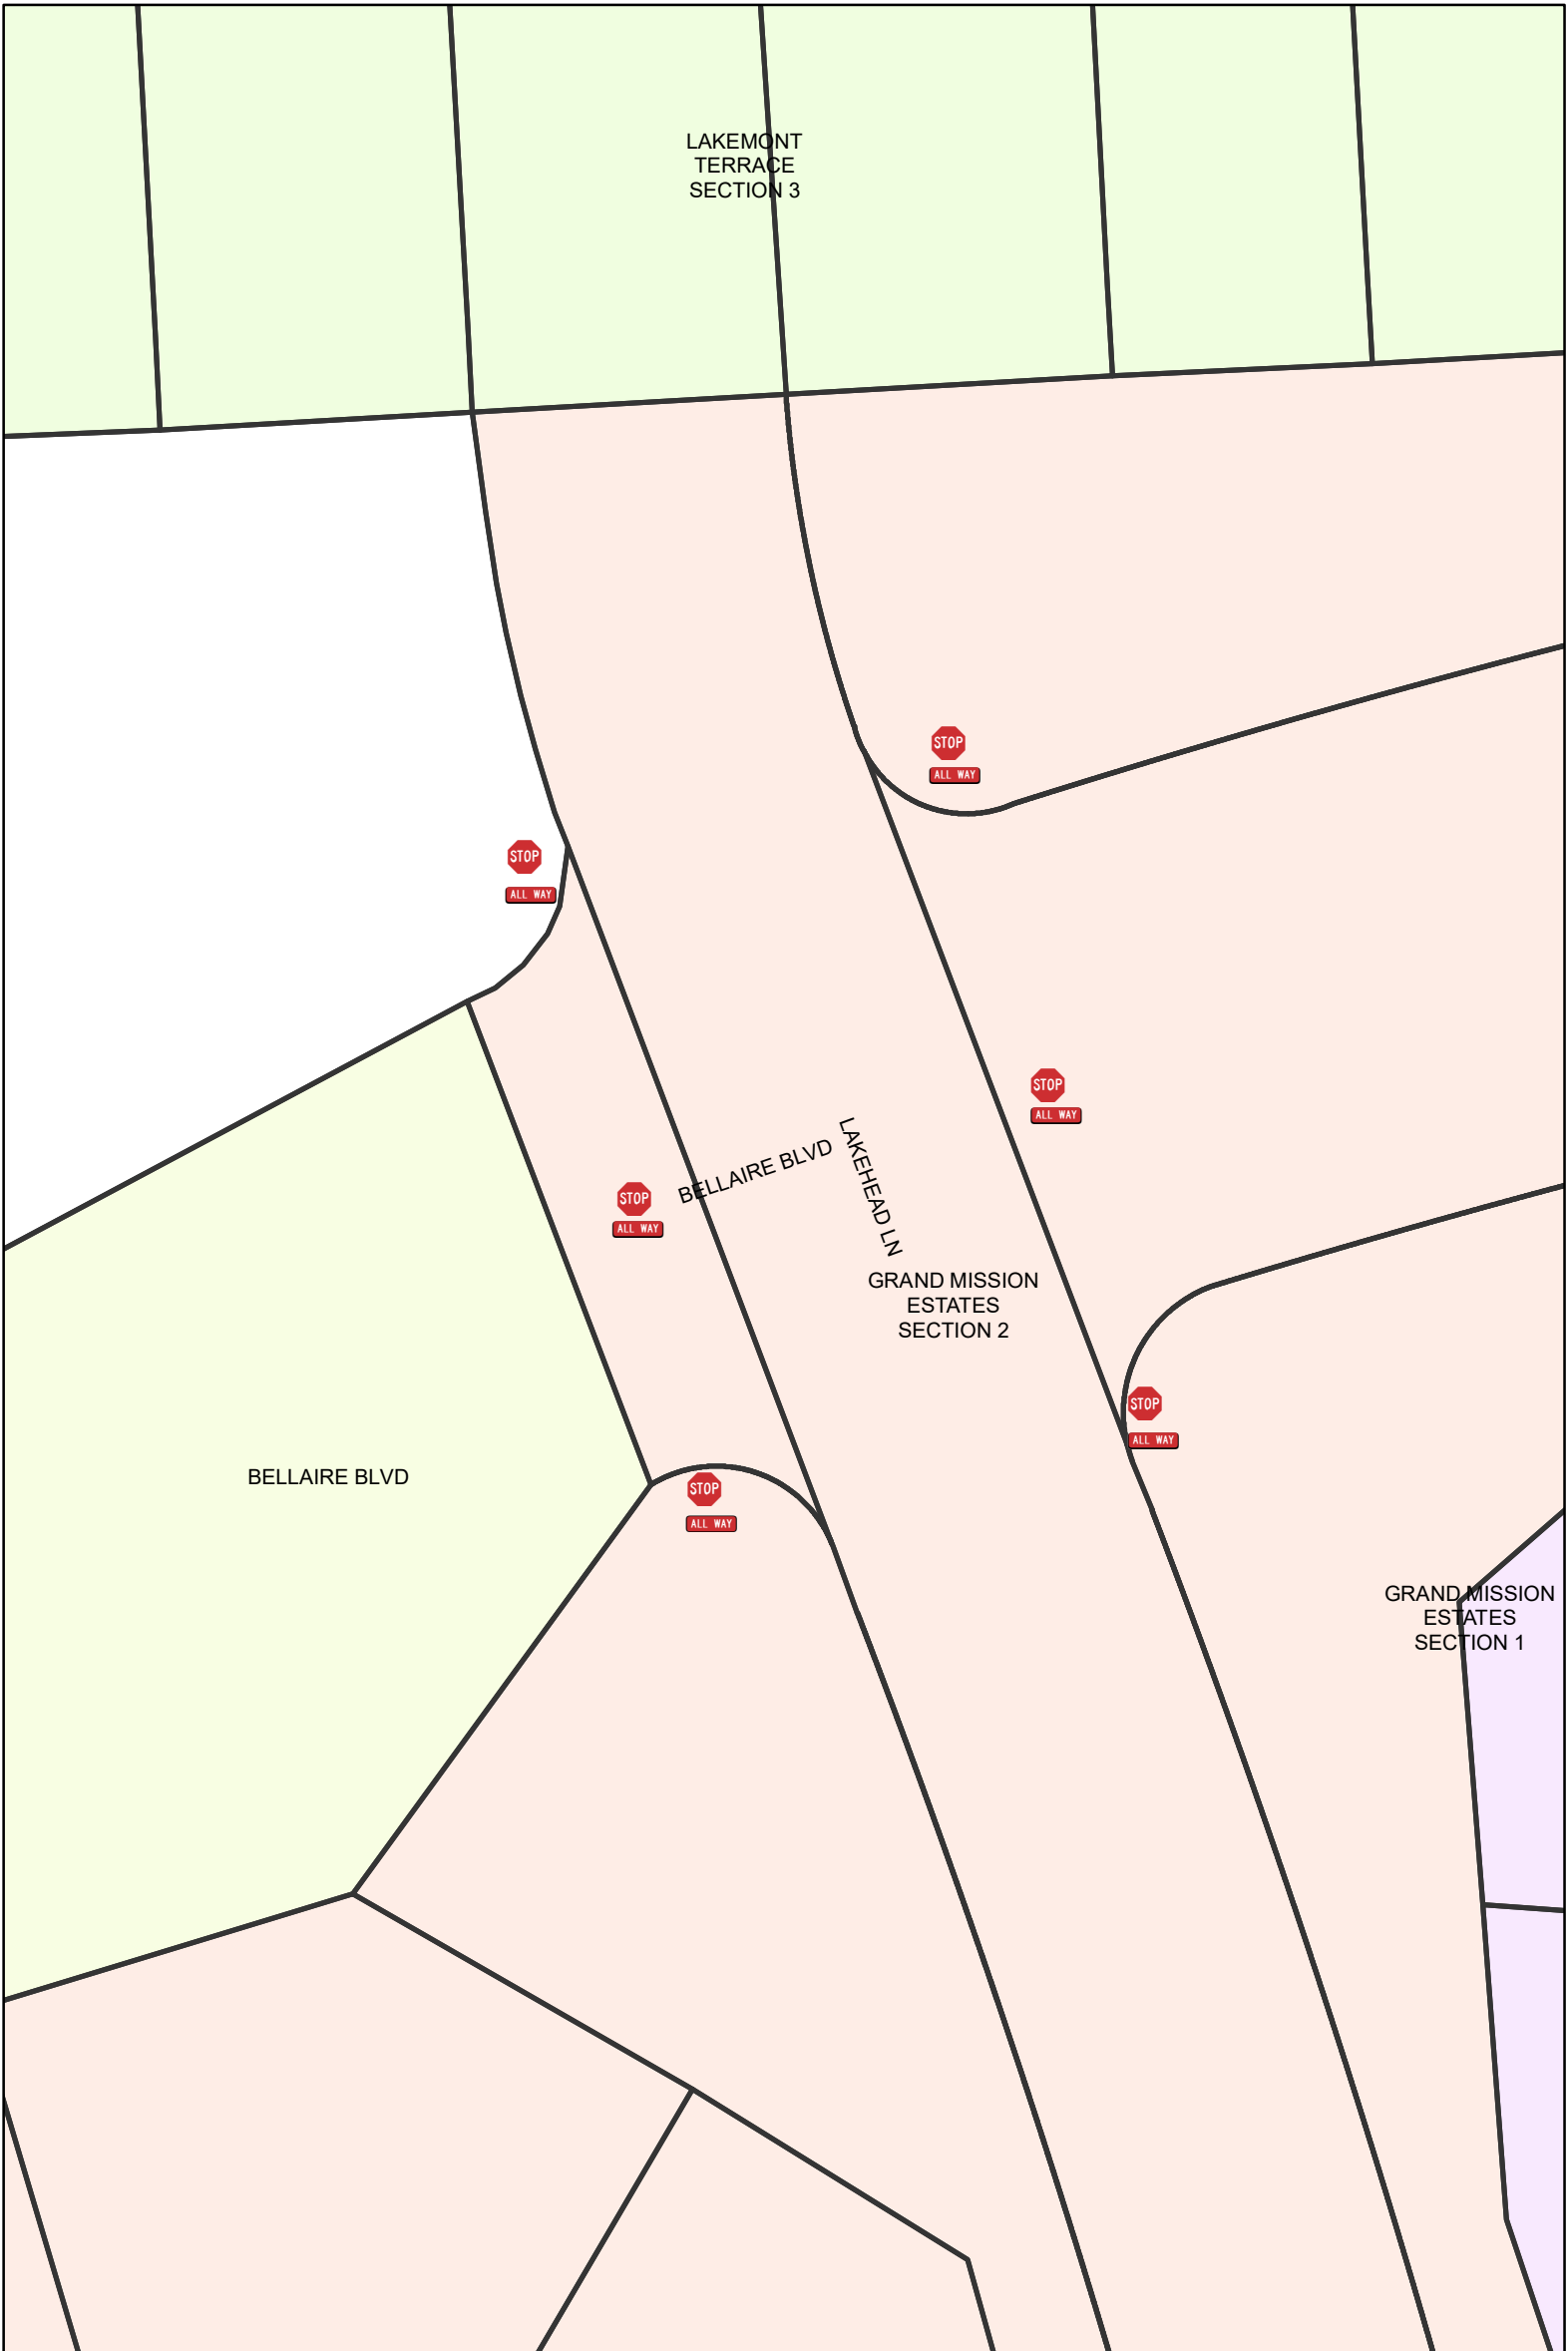 LAKEMONT
TERRACE
SECTION 3
STOP
ALL WAY
STOP
ALL WAY
STOP
ALL WAY
BELLAIRE BLVD
LAKEHEAD LN
STOP
ALL WAY
GRAND MISSION
ESTATES
SECTION 2
STOP
ALL WAY
BELLAIRE BLVD
STOP
ALL WAY
GRAND MISSION
ESTATES
SECTION 1